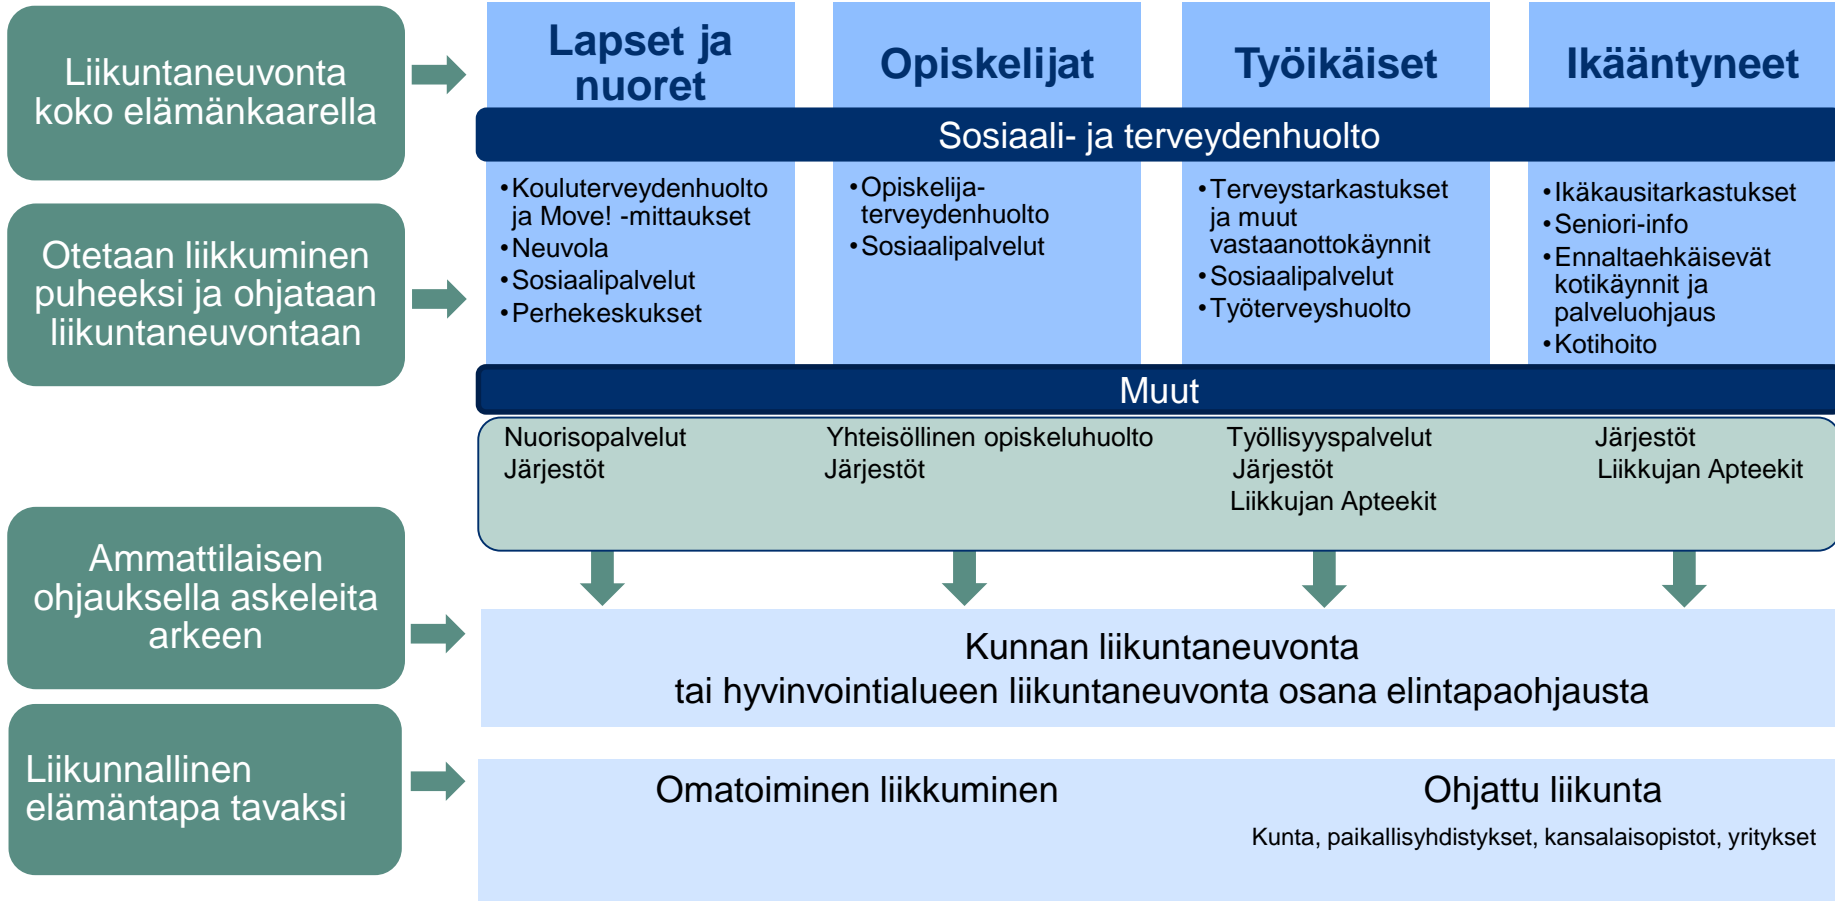 Liikuntaneuvonta
koko elämänkaarella
Lapset ja
nuoret
Opiskelijat
Työikäiset
Ikääntyneet
Sosiaali- ja terveydenhuolto
Otetaan liikkuminen
puheeksi ja ohjataan
liikuntaneuvontaan
•Kouluterveydenhuolto
ja Move! -mittaukset
•Neuvola
•Sosiaalipalvelut
•Perhekeskukset
•Opiskelija-
terveydenhuolto
•Sosiaalipalvelut
•Terveystarkastukset
ja muut
vastaanottokäynnit
•Sosiaalipalvelut
•Työterveyshuolto
•Ikäkausitarkastukset
•Seniori-info
•Ennaltaehkäisevät
kotikäynnit ja
palveluohjaus
•Kotihoito
Muut
Nuorisopalvelut
Järjestöt
Yhteisöllinen opiskeluhuolto
Järjestöt
Työllisyyspalvelut
Järjestöt
Liikkujan Apteekit
Järjestöt
Liikkujan Apteekit
Ammattilaisen
ohjauksella askeleita
arkeen
Kunnan liikuntaneuvonta
tai hyvinvointialueen liikuntaneuvonta osana elintapaohjausta
Liikunnallinen
elämäntapa tavaksi
Omatoiminen liikkuminen
Ohjattu liikunta
Kunta, paikallisyhdistykset, kansalaisopistot, yritykset